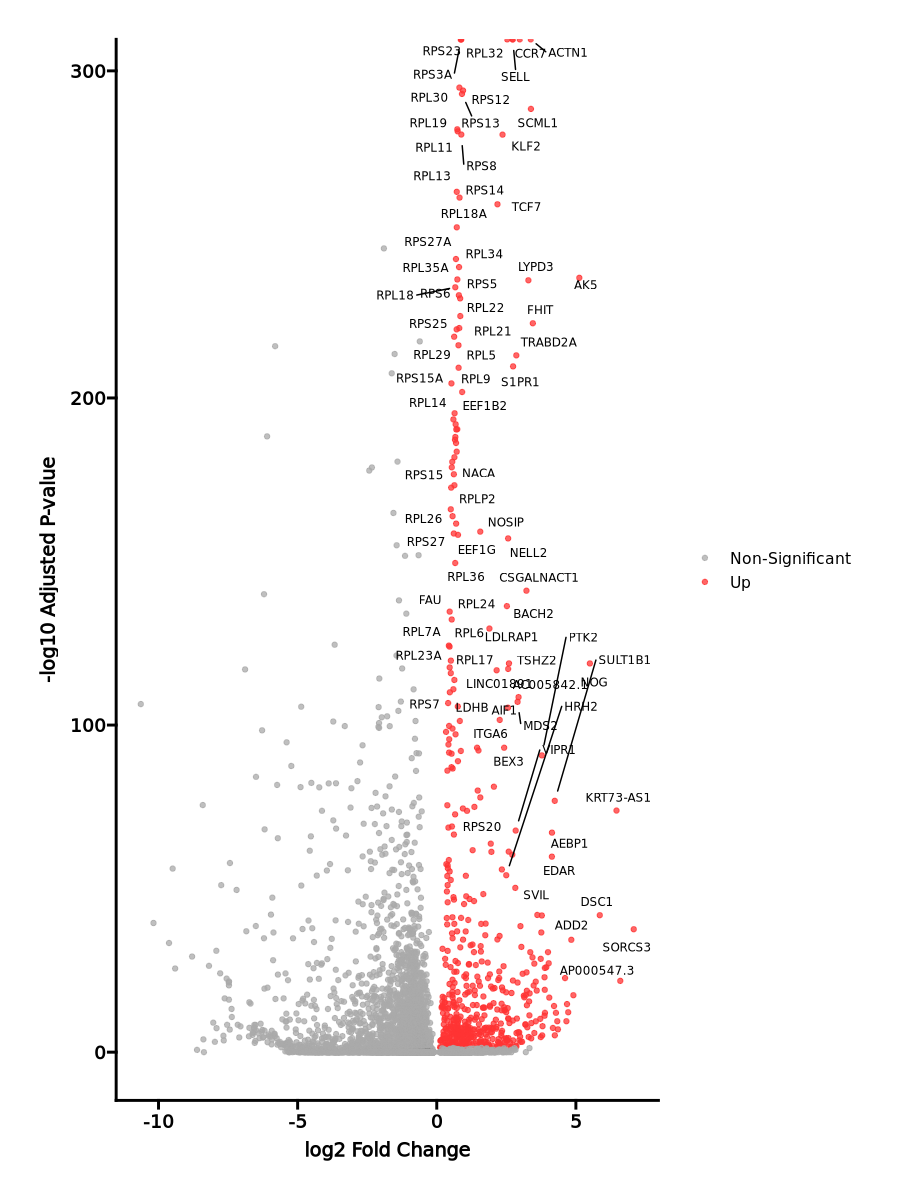 300
200
100
0
-10
-5
0
5
-log10 Adjusted P-value
log2 Fold Change
Non-Significant
Up
RPS23 RPL32 CCR7 ACTN1
RPS3A SELL
RPL30 RPS12
RPL19 RPS13 SCML1
RPL11 KLF2
RPS8
RPL13
RPS14
RPL18A TCF7
RPS27A
RPL34
RPL35A LYPD3
RPS5 AK5
RPL18 RPS6
RPL22 FHIT
RPS25
RPL21
TRABD2A
RPL29 RPL5
RPS15A RPL9 S1PR1
RPL14 EEF1B2
RPS15 NACA
RPLP2
RPL26 NOSIP
RPS27
EEF1G NELL2
RPL36 CSGALNACT1
FAU RPL24
BACH2
RPL7A RPL6 LDLRAP1 PTK2
RPL23A RPL17 TSHZ2 SULT1B1
LINC01891 AC005842.1 NOG
RPS7 LDHB AIF1 HRH2
MDS2
ITGA6
VIPR1
BEX3
KRT73-AS1
RPS20
AEBP1
EDAR
SVIL
DSC1
ADD2
SORCS3
AP000547.3